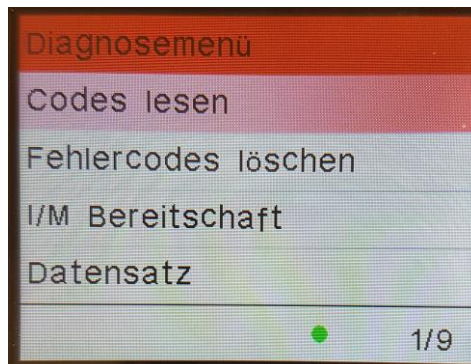 Diagnosemenü
Codes lesen
Fehlercodes löschen
I/M Bereitschaft
Datensatz
1/9